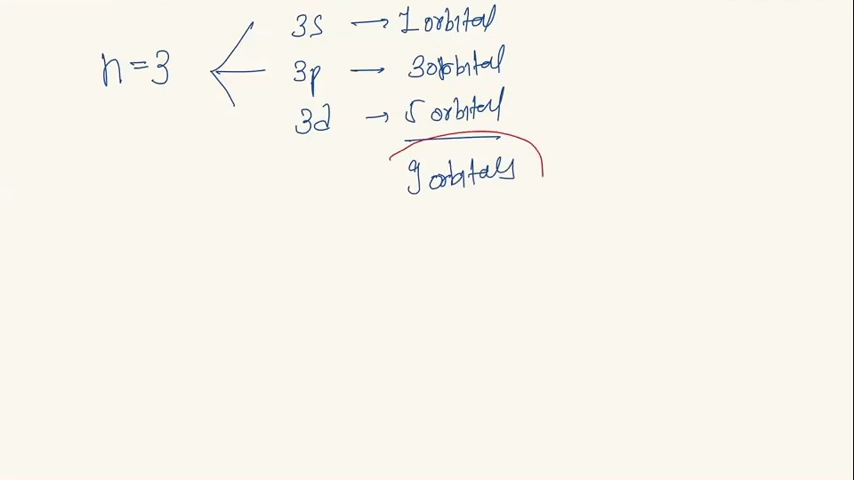 3s → 1 orbital
n=3 3p → 3 orbital
3d → 5 orbital
9 orbitals